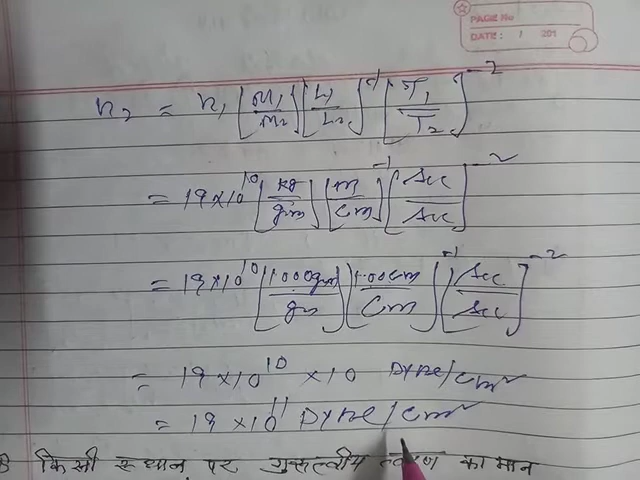 PAGE No
DATE: / 201
n₂ = n₁ [M₁/M₂] [L₁/L₂]⁻¹ [T₁/T₂]⁻²
= 19×10¹⁰ [kg/gm] [m/cm]⁻¹ [Sec/Sec]⁻²
= 19×10¹⁰ [1000gm/gm] [100cm/cm]⁻¹ [Sec/Sec]⁻²
= 19×10¹⁰ × 10 Dyne/cm²
= 19 × 10¹¹ Dyne/cm²
किसी स्थान पर गुरुत्वीय त्वरण का मान